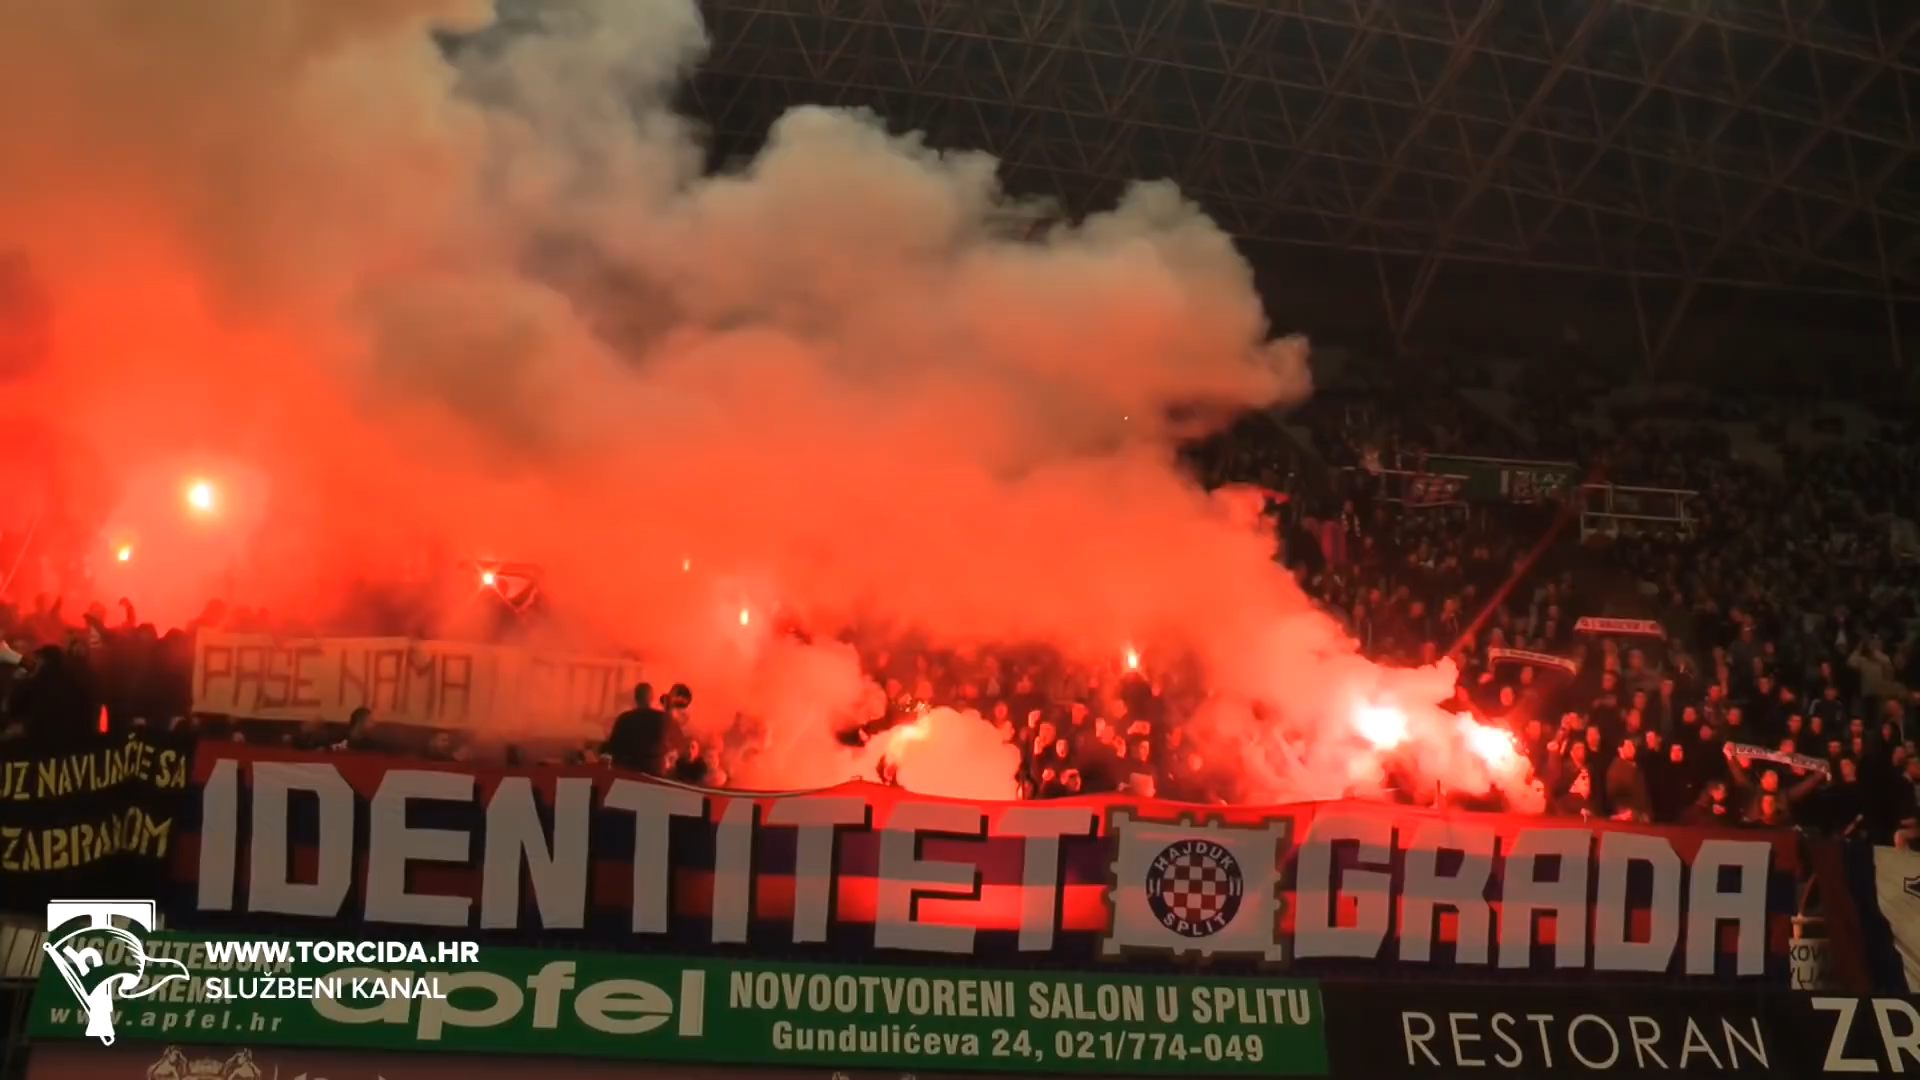 PAŠE NAMA
UZ NAVIJAČE SA
ZABRANOM
IDENTITET GRADA
HAJDUK
SPLIT
WWW.TORCIDA.HR
SLUŽBENI KANAL
www.apfel.hr
apfel
NOVOOTVORENI SALON U SPLITU
Gundulićeva 24, 021/774-049
RESTORAN ZR